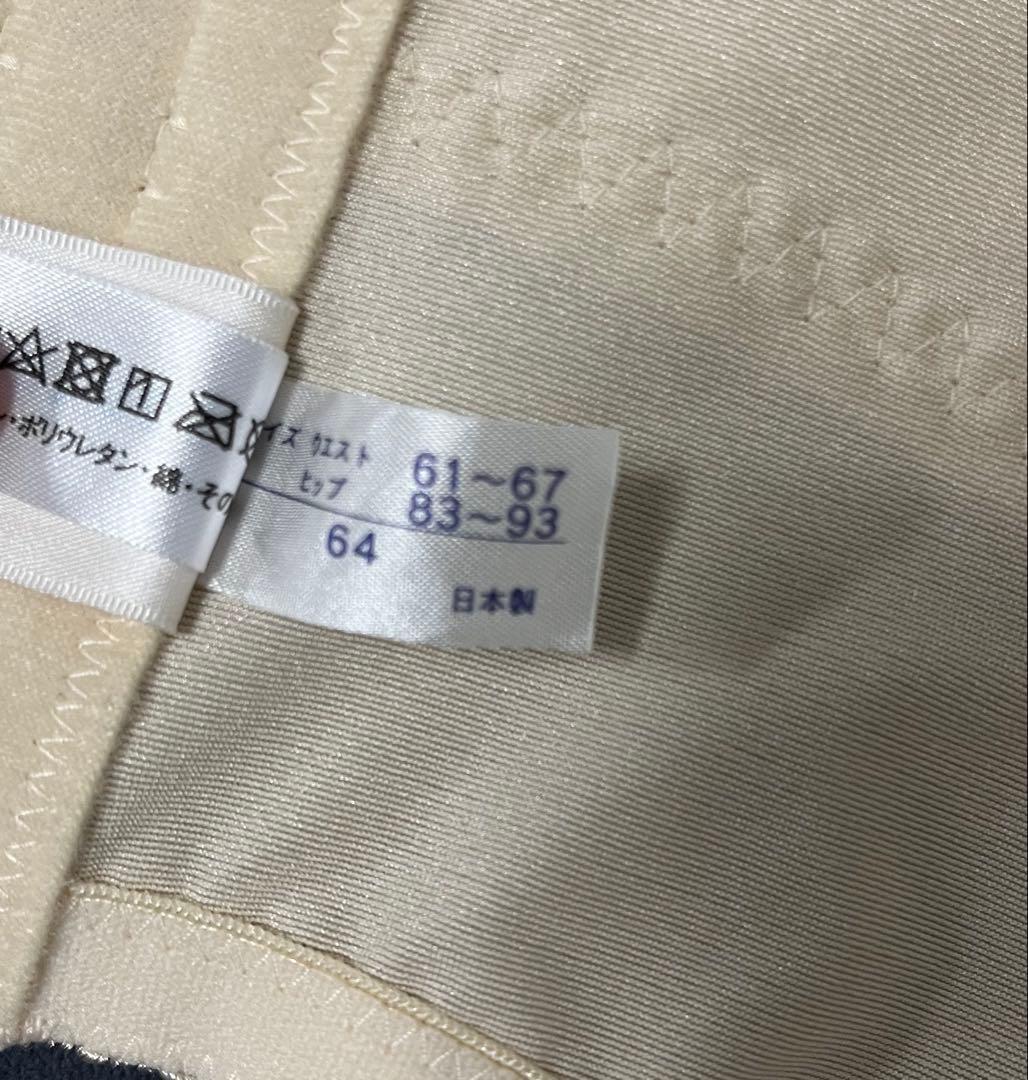 ・ポリウレタン・綿・その
イズ ウエスト 61～67
ヒップ 83～93
64
日本製